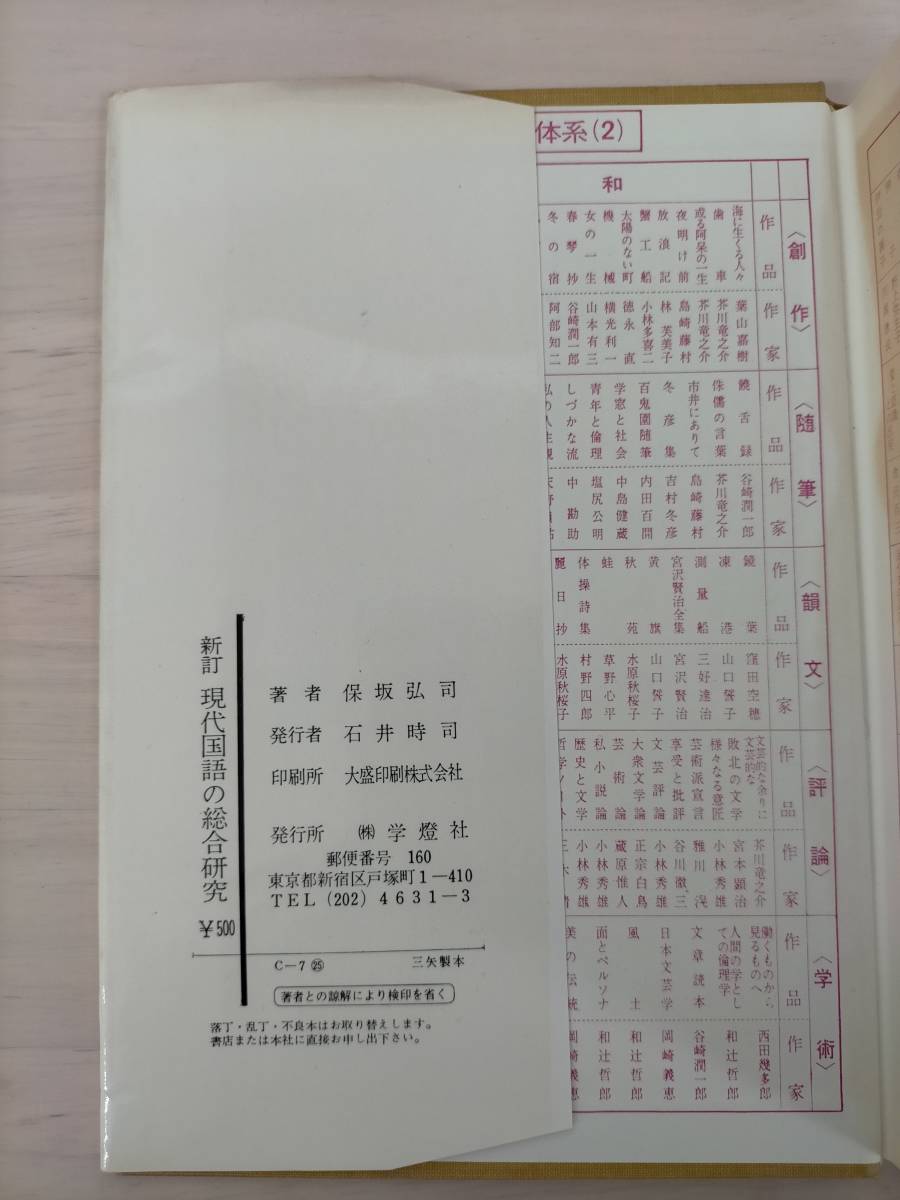 新訂 現代国語の総合研究 ¥500
著者 保坂弘司
発行者 石井時司
印刷所 大盛印刷株式会社
発行所 ㈱学燈社
郵便番号 160
東京都新宿区戸塚町1－410
TEL(202) 4631－3
C－7 ㉕ 三矢製本
著者との諒解により検印を省く
落丁・乱丁・不良本はお取り替えします。
書店または本社に直接お申し出下さい。
体系(2)
和
〈創作〉
作品
海に生くる人々
歯車
或る阿呆の一生
夜明け前
放浪記
蟹工船
太陽のない町
機械
女の一生
春琴抄
冬の宿
作家
葉山嘉樹
芥川竜之介
芥川竜之介
島崎藤村
林芙美子
小林多喜二
徳永直
横光利一
山本有三
谷崎潤一郎
阿部知二
〈随筆〉
作品
饒舌録
侏儒の言葉
市井にありて
冬彦集
百鬼園随筆
学窓と社会
青年と倫理
しづかな流
私の人生観
作家
谷崎潤一郎
芥川竜之介
島崎藤村
吉村冬彦
内田百閒
中島健蔵
塩尻公明
中勘助
〈韻文〉
作品
鏡葉
凍港
測量船
宮沢賢治全集
黄旗
秋苑
蛙
体操詩集
麗日抄
作家
窪田空穂
山口誓子
三好達治
宮沢賢治
山口誓子
水原秋桜子
草野心平
村野四郎
水原秋桜子
〈評論〉
作品
文芸的な余りに文芸的な
敗北の文学
様々なる意匠
芸術派宣言
享受と批評
文芸評論
大衆文学論
芸術論
私小説論
歴史と文学
作家
芥川竜之介
宮本顕治
小林秀雄
雅川滉
谷川徹三
小林秀雄
正宗白鳥
蔵原惟人
小林秀雄
小林秀雄
三木清
〈学術〉
作品
働くものから見るものへ
人間の学としての倫理学
文章読本
日本文芸学
風土
面とペルソナ
美の伝統
作家
西田幾多郎
和辻哲郎
谷崎潤一郎
岡崎義恵
和辻哲郎
和辻哲郎
岡崎義恵